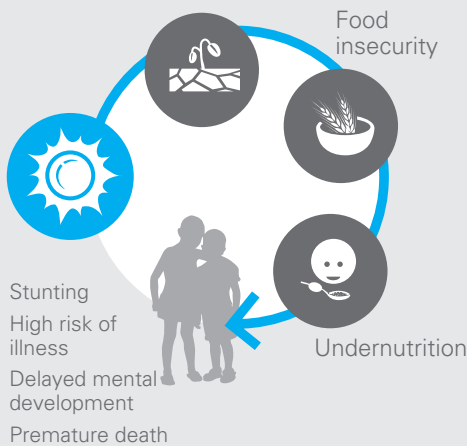 Food
insecurity
Undernutrition
Stunting
High risk of
illness
Delayed mental
development
Premature death